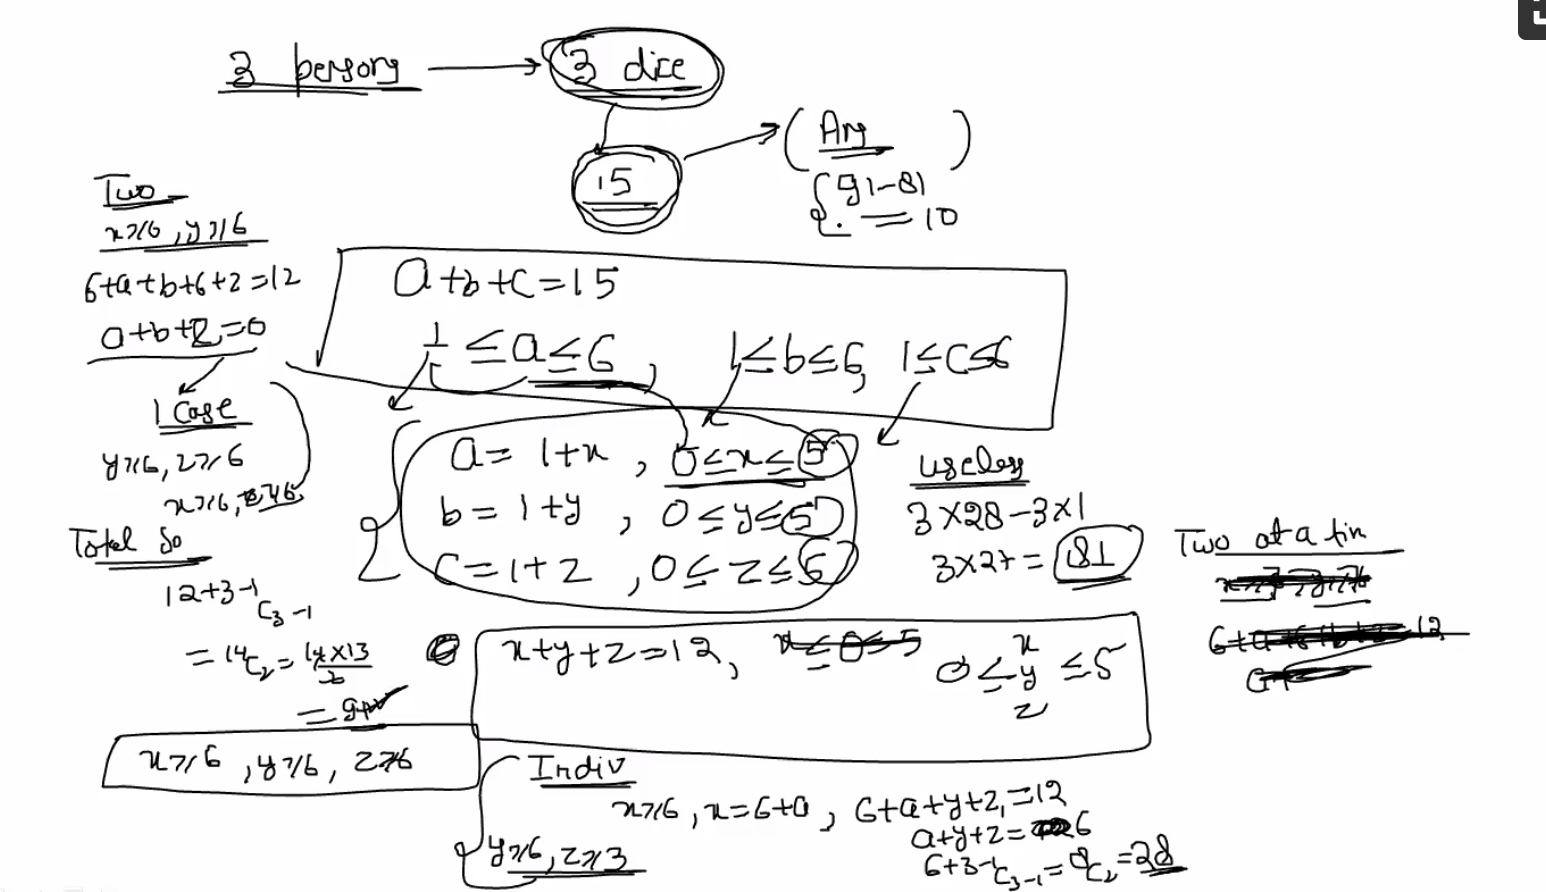 3 persons → 3 dice
15 → (Ans)
91-81
= 10
Two
x≥6, y≥6
6+a+b+6+z=12
a+b+z=0
1 Case
y≥6, z≥6
x≥6, z≥6
a+b+c=15
1≤a≤6, 1≤b≤6, 1≤c≤6
a= 1+x, 0≤x≤5
b= 1+y, 0≤y≤5
c=1+z, 0≤z≤5
useless
3×28-3×1
3×27= 81
Two at a tim
12
Total So
12+3-1C3-1
= 14C2 = 14×13/2
= 91
x+y+z=12, 0≤x y z≤5
x≥6, y≥6, z≥6
Indiv
x≥6, x=6+a, 6+a+y+z=12
a+y+z= 6
6+3-1C3-1=8C2=28
y≥6, z≥3